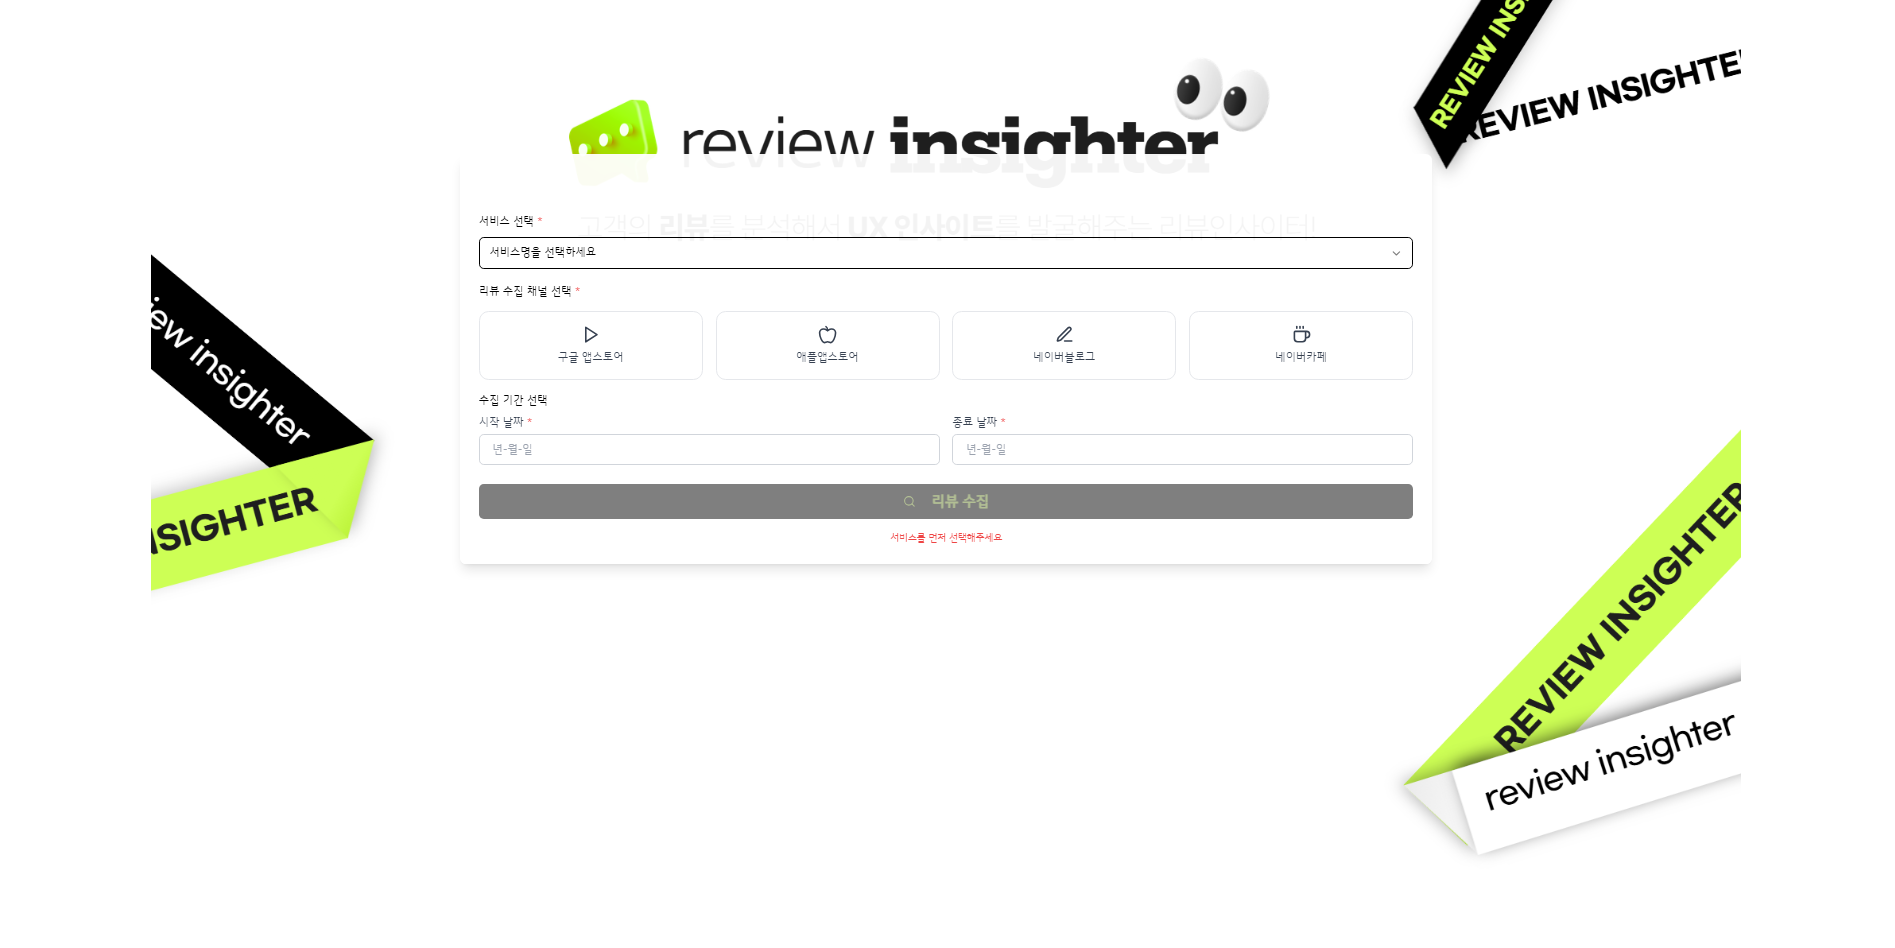 REVIEW INS
REVIEW INSIGHTE
review insighter
고객의 리뷰를 분석해서 UX 인사이트를 발굴해주는 리뷰인사이터!
서비스 선택 *
서비스명을 선택하세요
리뷰 수집 채널 선택 *
구글 앱스토어
애플앱스토어
네이버블로그
네이버카페
수집 기간 선택
시작 날짜 *
종료 날짜 *
년-월-일
년-월-일
리뷰 수집
서비스를 먼저 선택해주세요
iew insighter
NSIGHTER
REVIEW INSIGHTER
review insighter